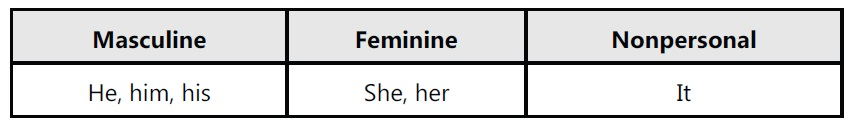 Masculine Feminine Nonpersonal
He, him, his She, her It